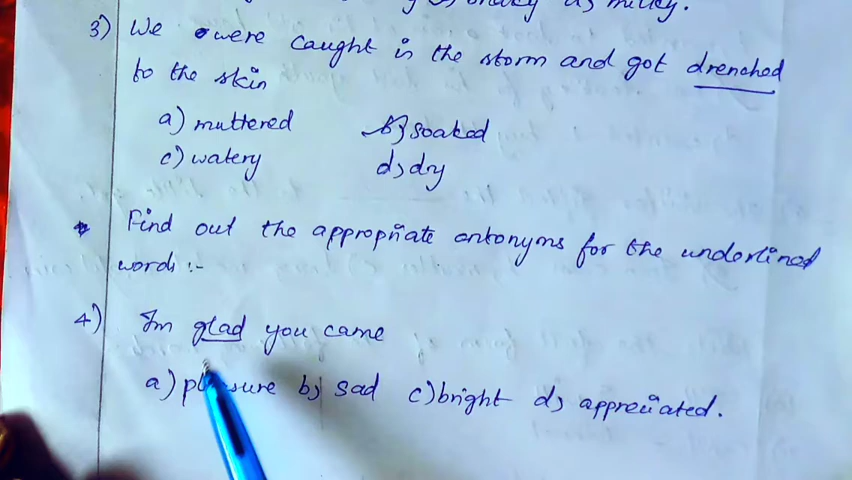 milky.
3) We were caught in the storm and got drenched
to the skin
a) muttered b) soaked
c) watery d) dry
* Find out the appropriate antonyms for the underlined
words :-
4) I'm glad you came
a) pleasure b) sad c) bright d) appreciated.